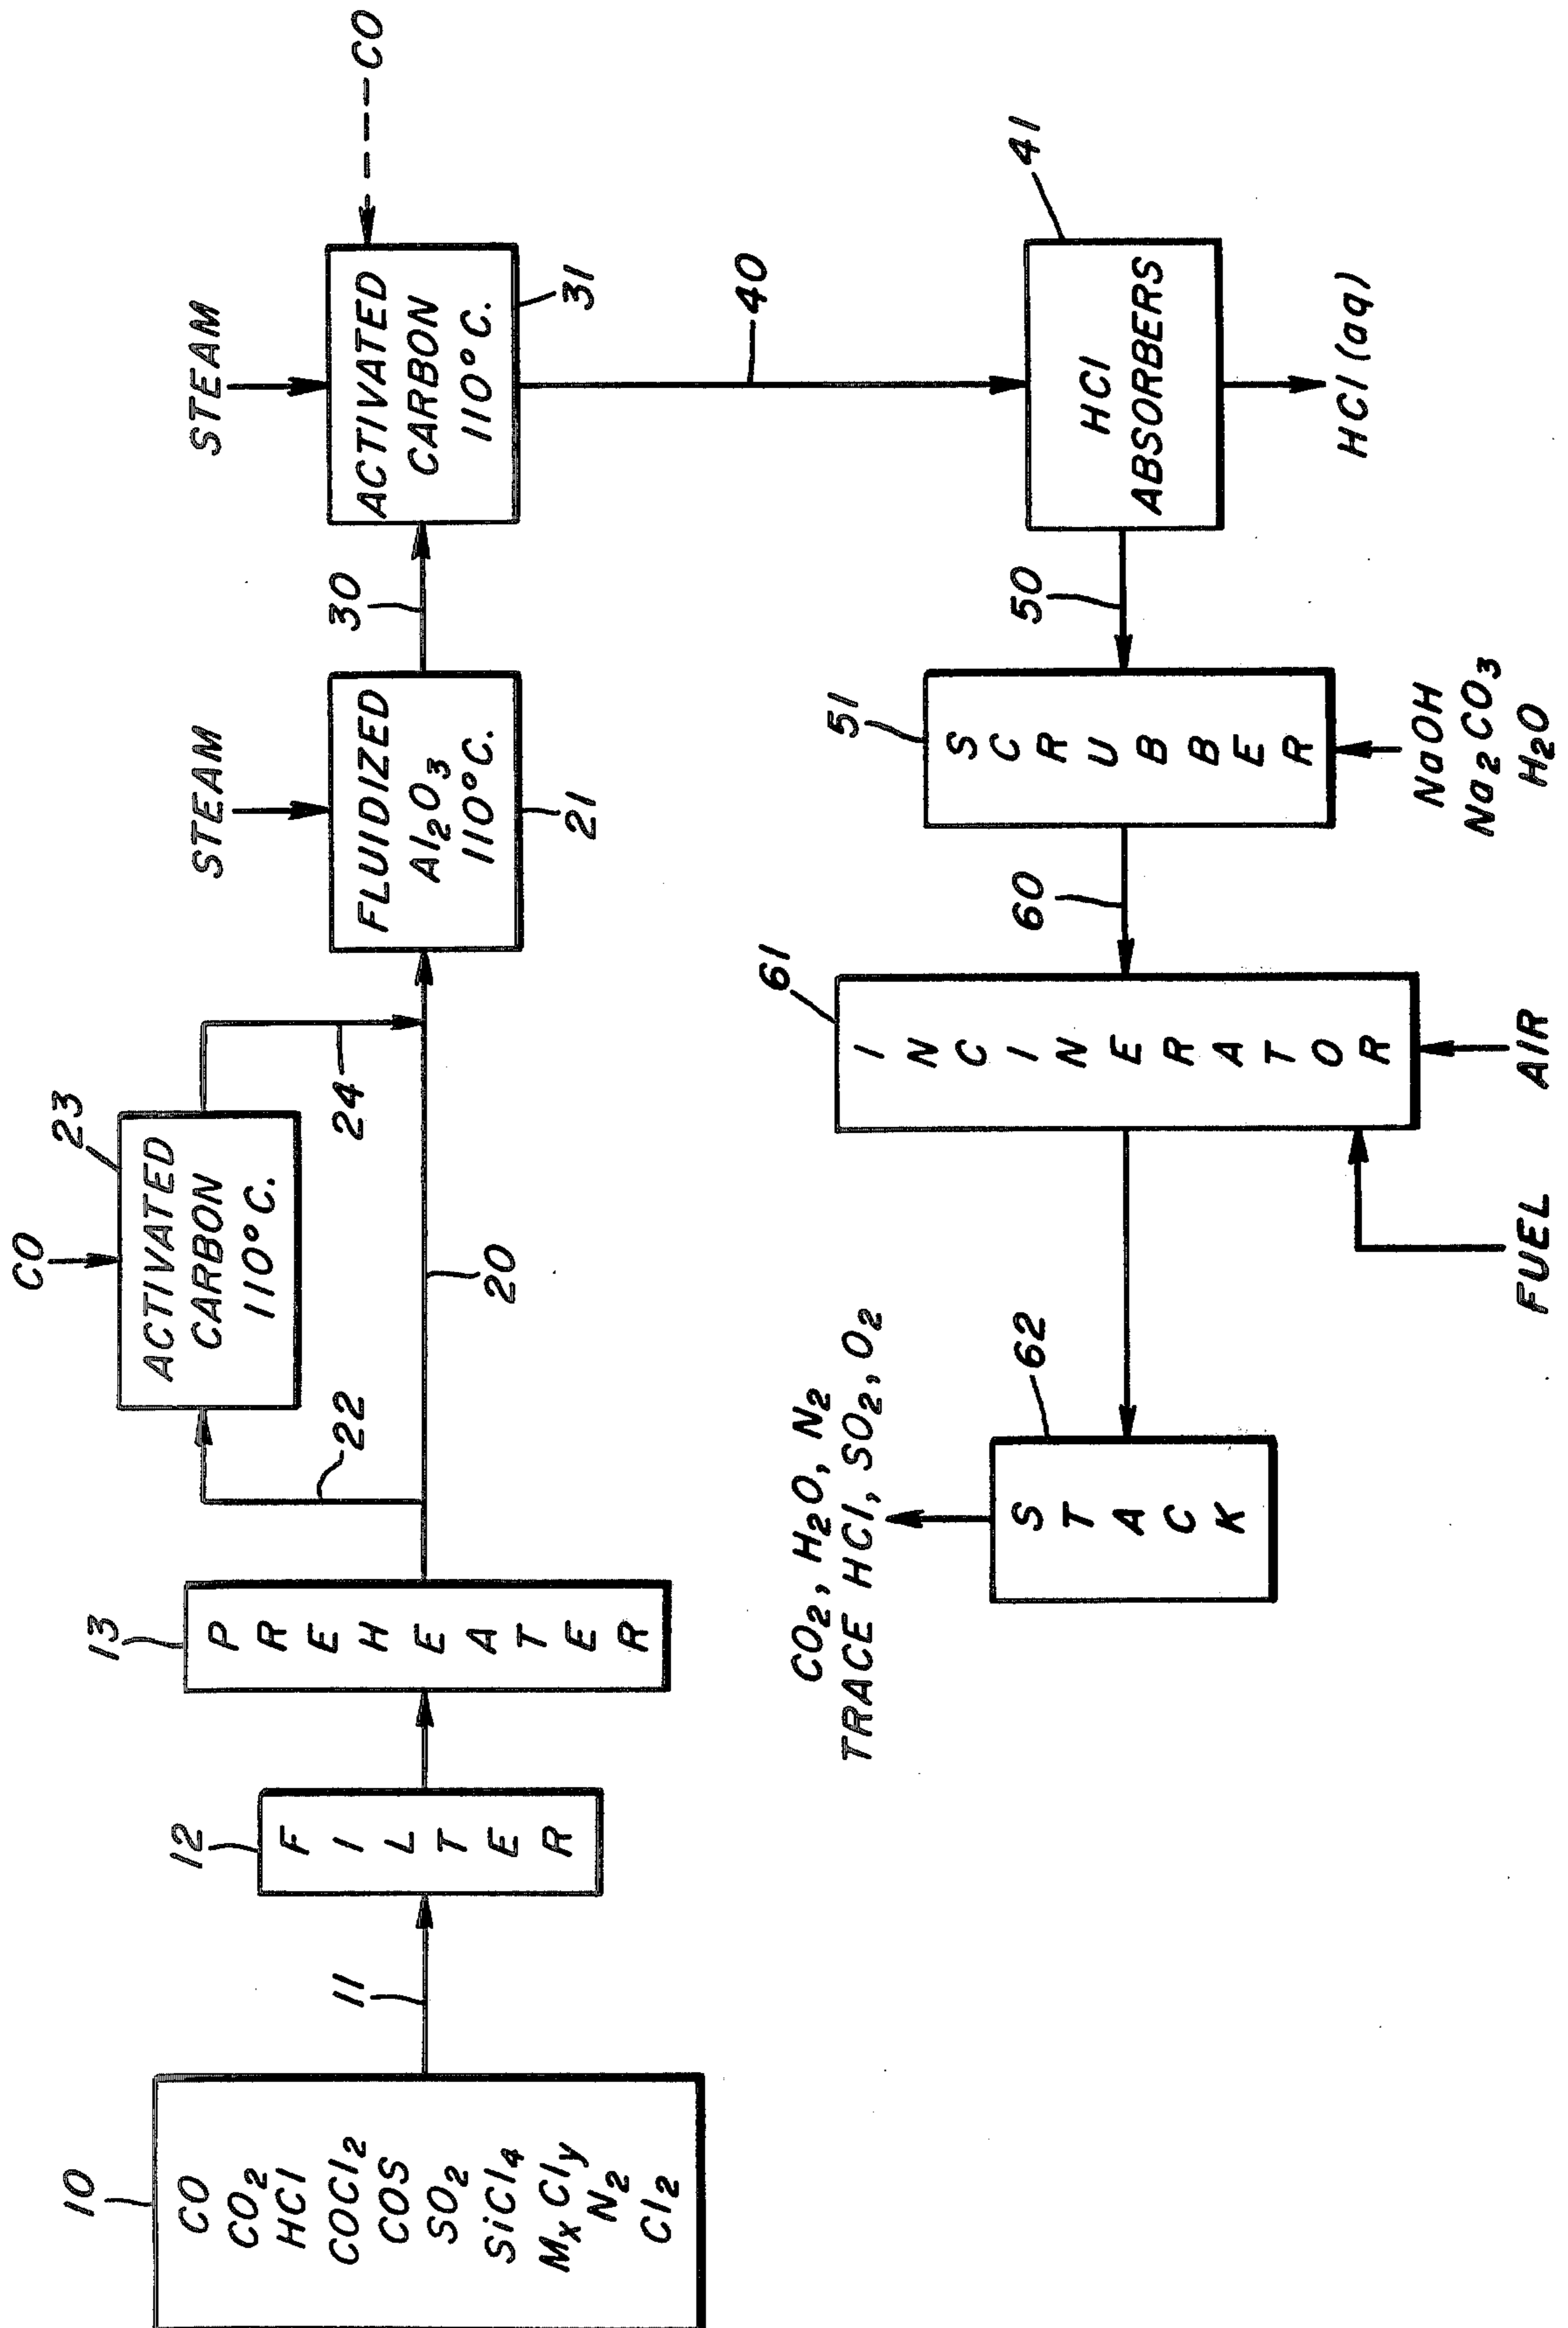 10
CO
CO₂
HCl
COCl₂
COS
SO₂
SiCl₄
MₓClᵧ
N₂
Cl₂
11
12
FILTER
13
PREHEATER
22
20
CO
23
ACTIVATED
CARBON
110°C.
24
STEAM
FLUIDIZED
Al₂O₃
110°C.
21
30
STEAM
ACTIVATED
CARBON
110°C.
31
CO
40
41
HCl
ABSORBERS
HCl (aq)
50
51
SCRUBBER
NaOH
Na₂CO₃
H₂O
60
61
INCINERATOR
AIR
FUEL
62
STACK
CO₂, H₂O, N₂
TRACE HCl, SO₂, O₂